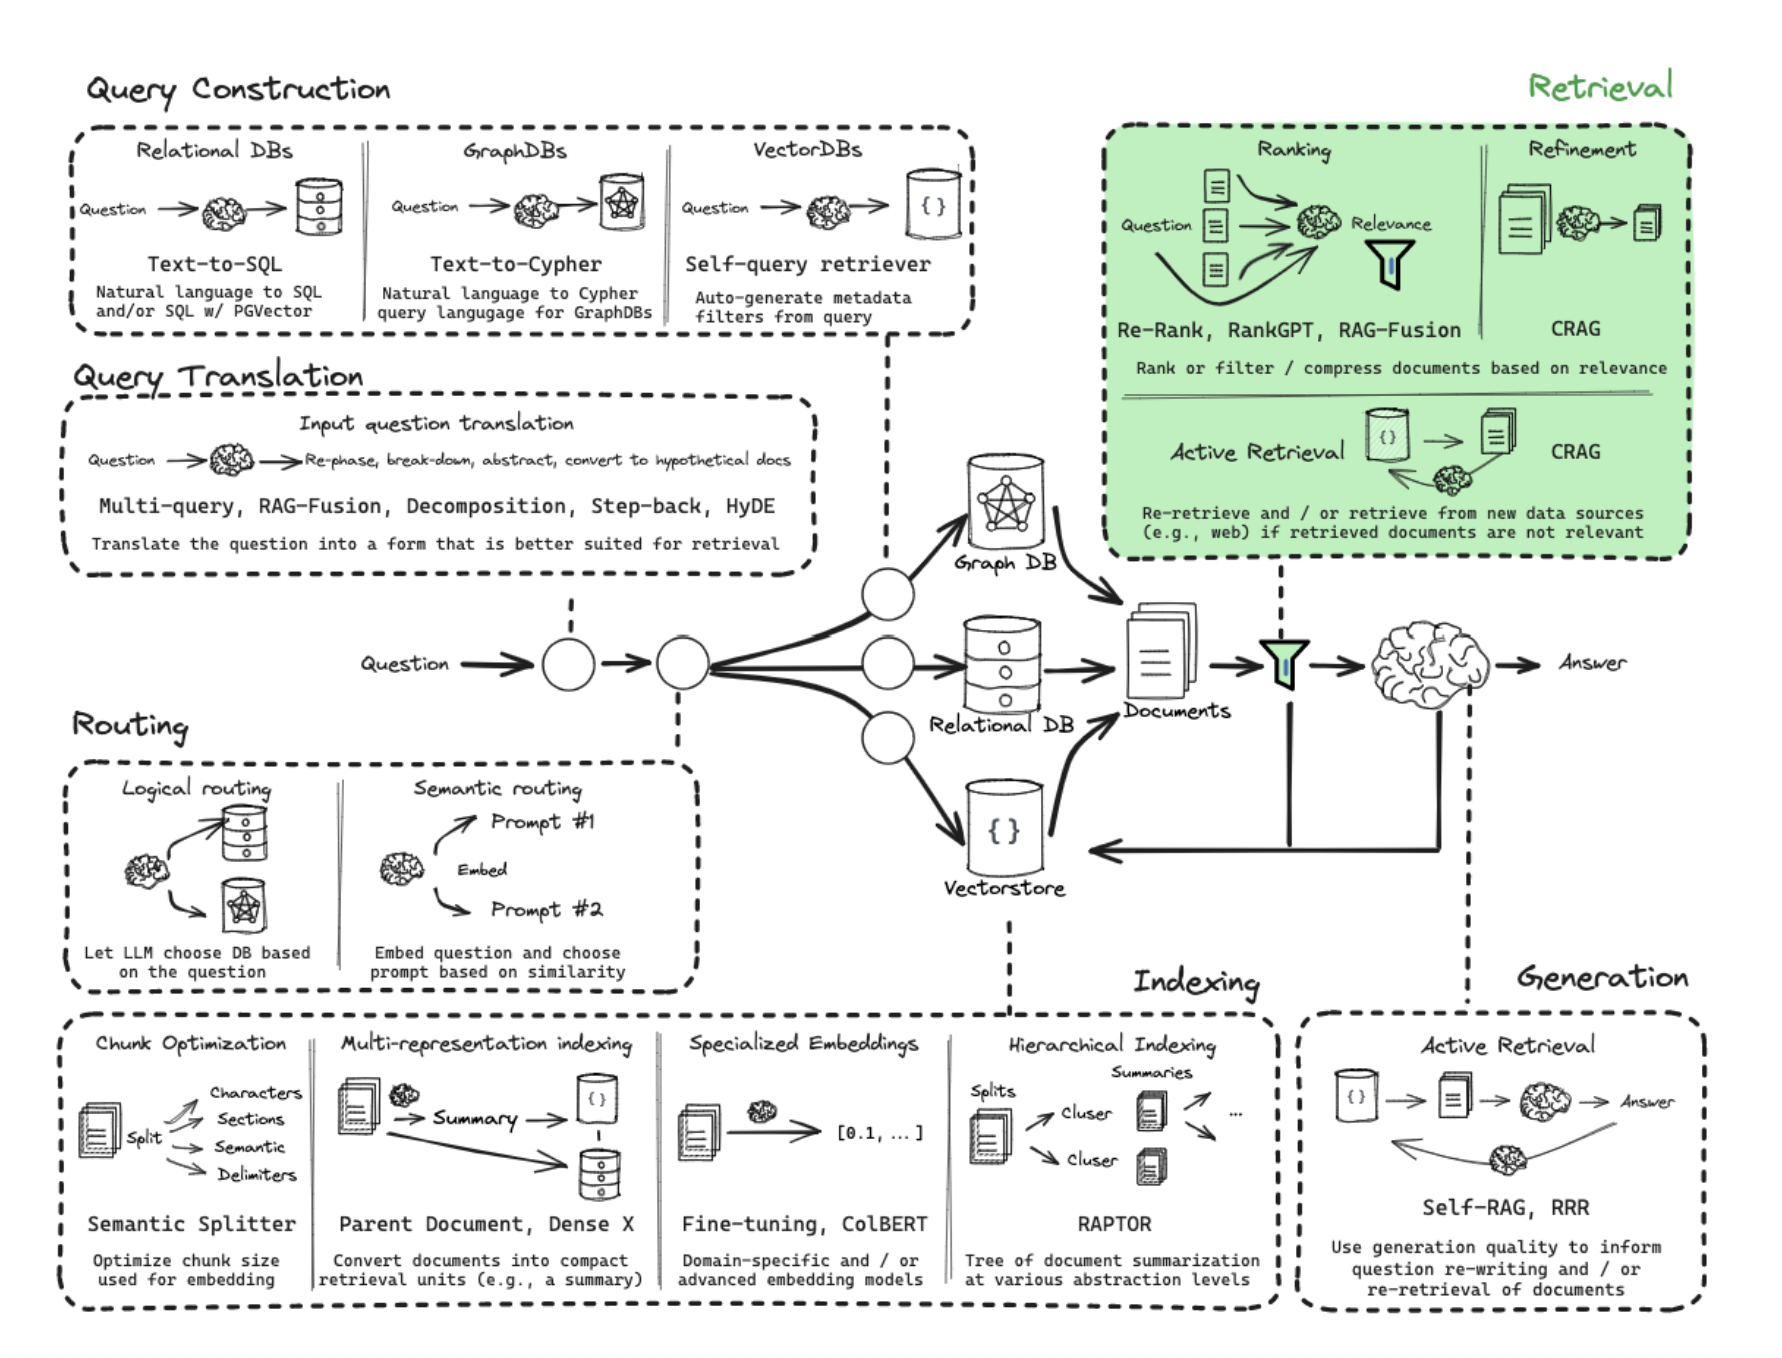 Query Construction
Relational DBs
Question
Text-to-SQL
Natural language to SQL
and/or SQL w/ PGVector
GraphDBs
Question
Text-to-Cypher
Natural language to Cypher
query langugage for GraphDBs
VectorDBs
Question
{}
Self-query retriever
Auto-generate metadata
filters from query
Retrieval
Ranking
Question
Relevance
Re-Rank, RankGPT, RAG-Fusion
Refinement
CRAG
Rank or filter / compress documents based on relevance
Active Retrieval
{}
CRAG
Re-retrieve and / or retrieve from new data sources
(e.g., web) if retrieved documents are not relevant
Query Translation
Input question translation
Question
Re-phase, break-down, abstract, convert to hypothetical docs
Multi-query, RAG-Fusion, Decomposition, Step-back, HyDE
Translate the question into a form that is better suited for retrieval
Question
Graph DB
Relational DB
{}
Vectorstore
Documents
Answer
Routing
Logical routing
Let LLM choose DB based
on the question
Semantic routing
Prompt #1
Embed
Prompt #2
Embed question and choose
prompt based on similarity
Indexing
Chunk Optimization
Split
Characters
Sections
Semantic
Delimiters
Semantic Splitter
Optimize chunk size
used for embedding
Multi-representation indexing
Summary
{}
Parent Document, Dense X
Convert documents into compact
retrieval units (e.g., a summary)
Specialized Embeddings
[0.1, ...]
Fine-tuning, ColBERT
Domain-specific and / or
advanced embedding models
Hierarchical Indexing
Splits
Summaries
Cluser
Cluser
...
RAPTOR
Tree of document summarization
at various abstraction levels
Generation
Active Retrieval
{}
Answer
Self-RAG, RRR
Use generation quality to inform
question re-writing and / or
re-retrieval of documents